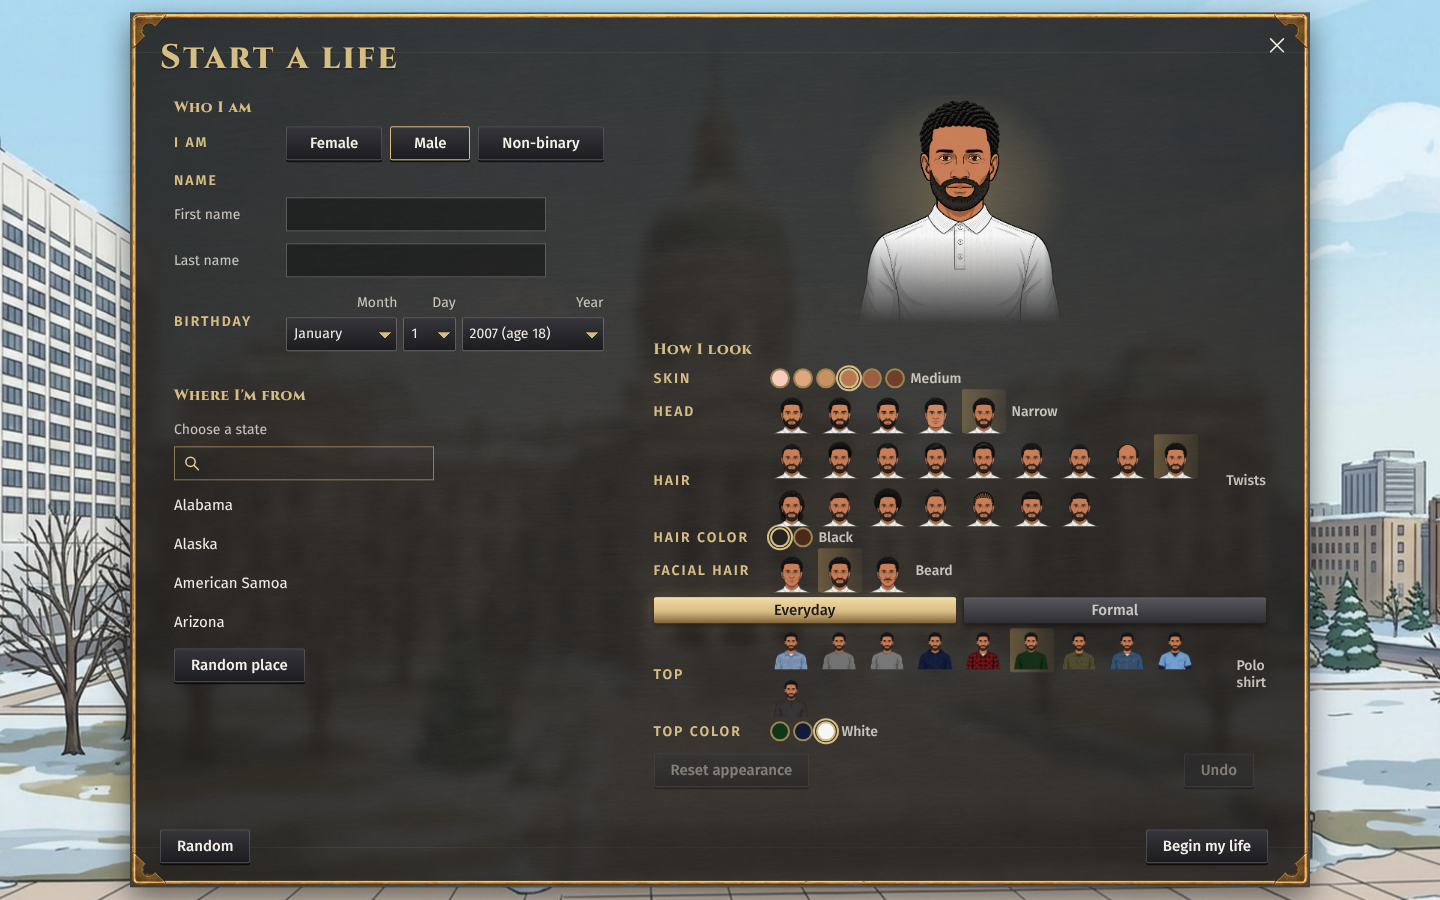 START A LIFE
WHO I AM
I AM
Female
Male
Non-binary
NAME
First name
Last name
Month
Day
Year
BIRTHDAY
January
1
2007 (age 18)
WHERE I'M FROM
Choose a state
Alabama
Alaska
American Samoa
Arizona
Random place
Random
HOW I LOOK
SKIN
Medium
HEAD
Narrow
HAIR
Twists
HAIR COLOR
Black
FACIAL HAIR
Beard
Everyday
Formal
TOP
Polo
shirt
TOP COLOR
White
Reset appearance
Undo
Begin my life